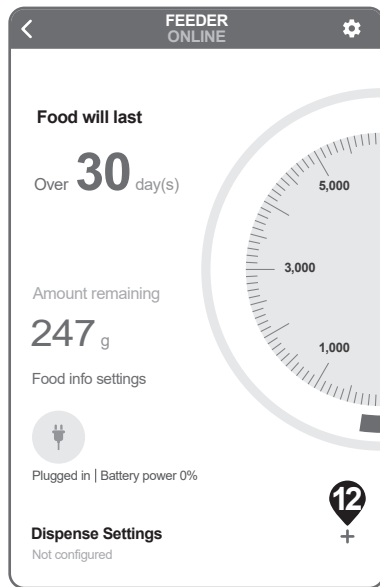 FEEDER
ONLINE
Food will last
Over 30 day(s)
5,000
3,000
Amount remaining
247 g
1,000
Food info settings
Plugged in | Battery power 0%
12
Dispense Settings
+
Not configured